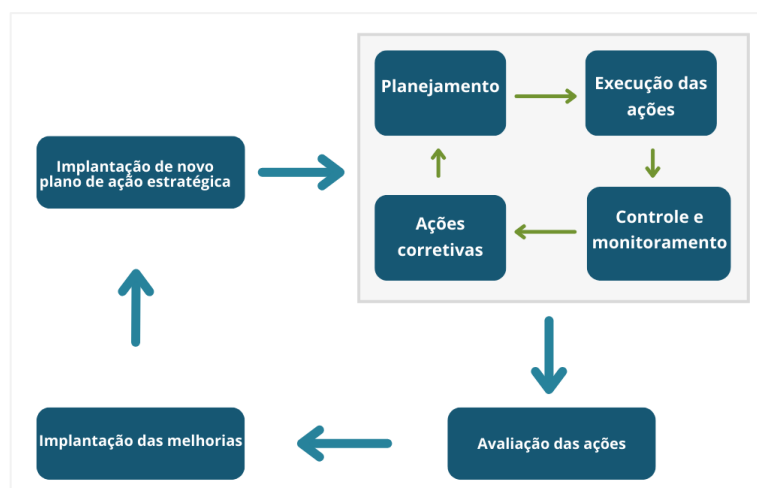 Planejamento
Execução das
ações
Implantação de novo
plano de ação estratégica
Ações
corretivas
Controle e
monitoramento
Implantação das melhorias
Avaliação das ações